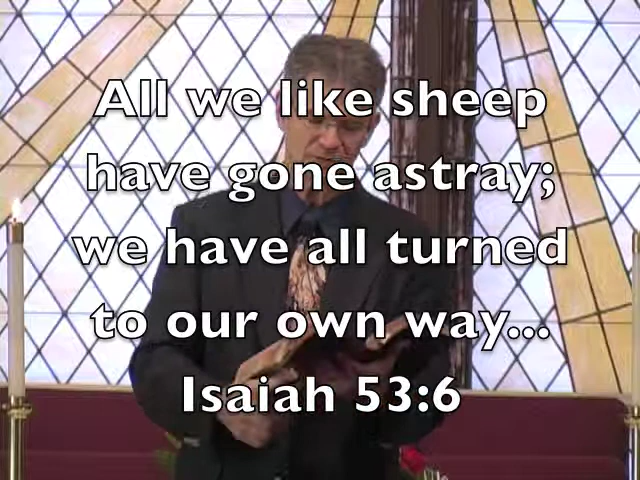 All we like sheep
have gone astray;
we have all turned
to our own way...
Isaiah 53:6